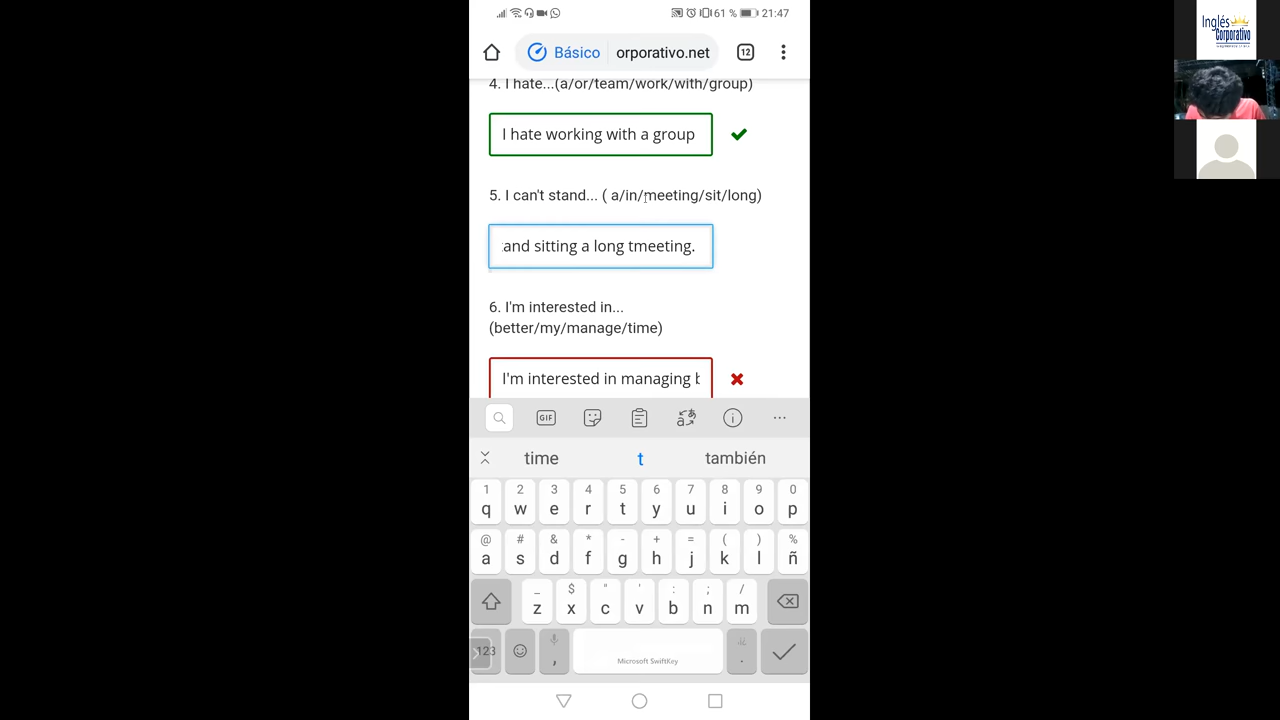 61 % 21:47
Básico orporativo.net 12
4. I hate...(a/or/team/work/with/group)
I hate working with a group
5. I can't stand... ( a/in/meeting/sit/long)
and sitting a long tmeeting.
6. I'm interested in...
(better/my/manage/time)
I'm interested in managing b
GIF
time t también
1 2 3 4 5 6 7 8 9 0
q w e r t y u i o p
@ # & * - + = ( ) %
a s d f g h j k l ñ
_ $ " ' : ; /
z x c v b n m
123 , .
Microsoft SwiftKey
Inglés
Corporativo